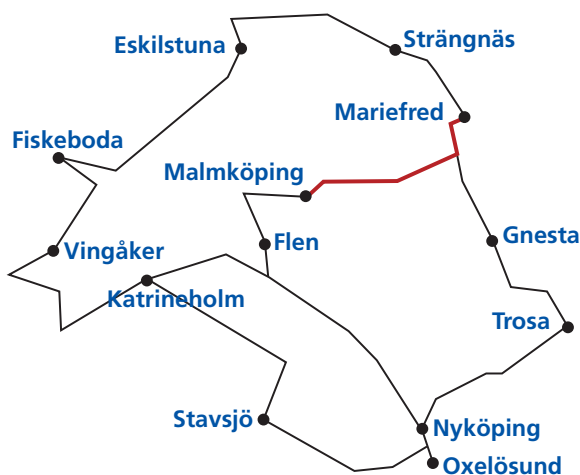 Eskilstuna
Strängnäs
Mariefred
Fiskeboda
Malmköping
Flen
Gnesta
Vingåker
Katrineholm
Trosa
Stavsjö
Nyköping
Oxelösund